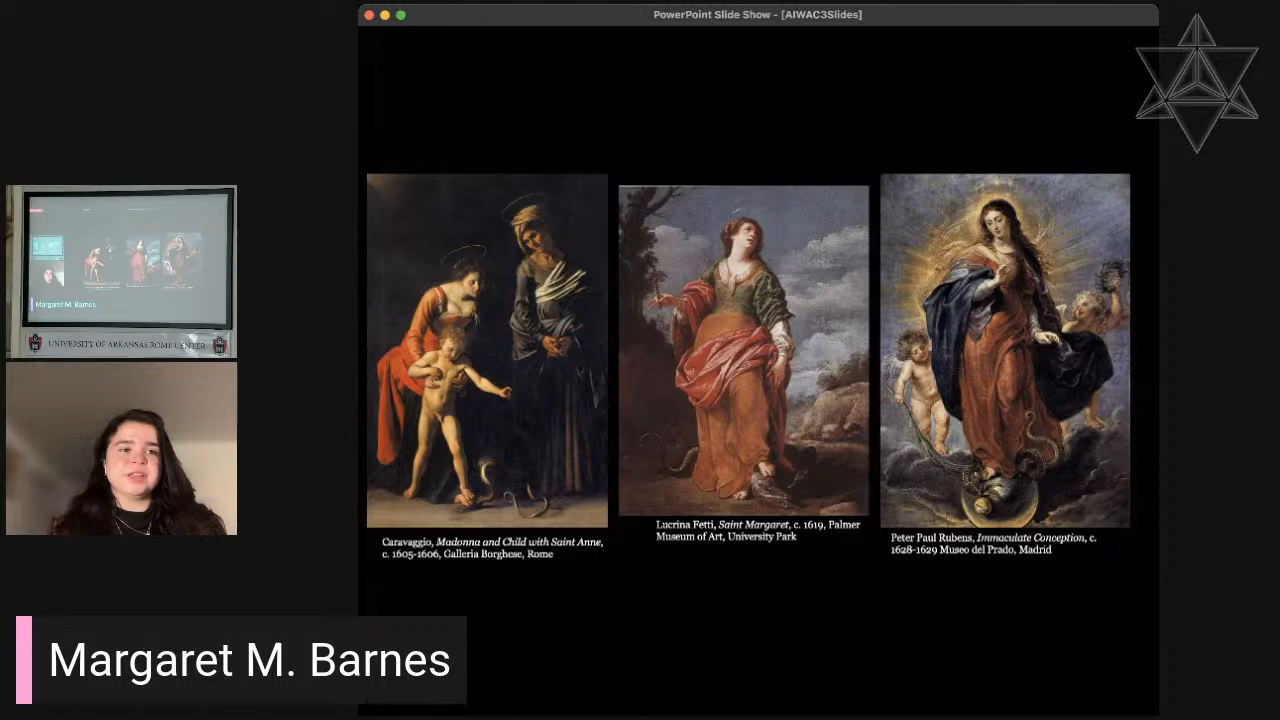 PowerPoint Slide Show - [AIWAC3Slides]
Margaret M. Barnes
UNIVERSITY OF ARKANSAS ROME CENTER
Caravaggio, Madonna and Child with Saint Anne,
c. 1605-1606, Galleria Borghese, Rome
Lucrina Fetti, Saint Margaret, c. 1619, Palmer
Museum of Art, University Park
Peter Paul Rubens, Immaculate Conception, c.
1628-1629 Museo del Prado, Madrid
Margaret M. Barnes